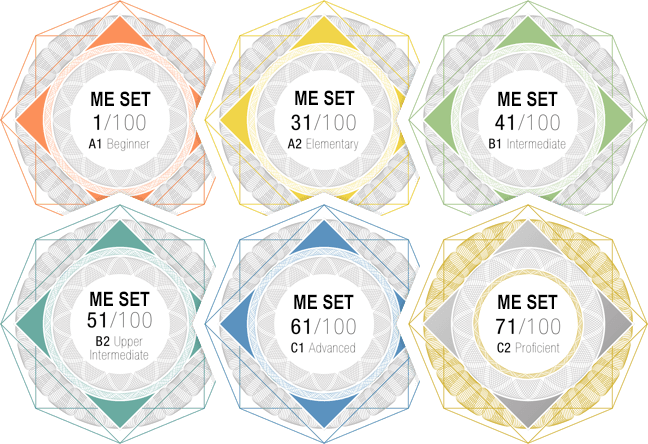 ME SET
1/100
A1 Beginner
ME SET
31/100
A2 Elementary
ME SET
41/100
B1 Intermediate
ME SET
51/100
B2 Upper
Intermediate
ME SET
61/100
C1 Advanced
ME SET
71/100
C2 Proficient